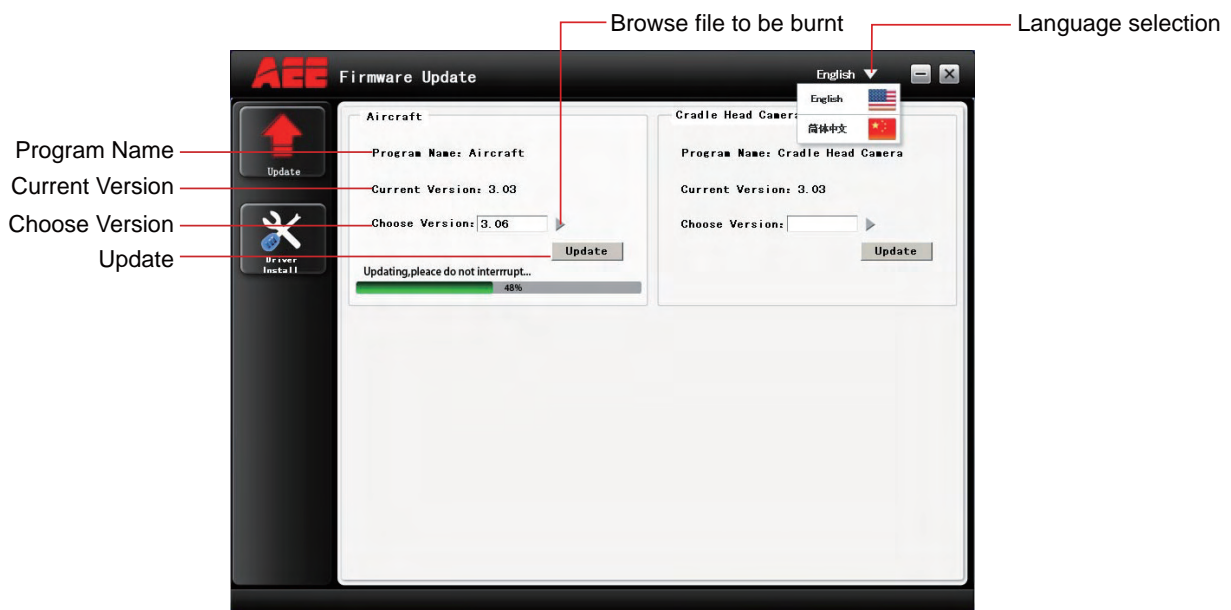 Browse file to be burnt
Language selection
AEE
Firmware Update
English
English
简体中文
Update
Driver
Install
Program Name
Current Version
Choose Version
Update
Aircraft
Program Name: Aircraft
Current Version: 3.03
Choose Version: 3.06
Update
Updating,pleace do not interrrupt...
48%
Cradle Head Camera
Program Name: Cradle Head Camera
Current Version: 3.03
Choose Version:
Update